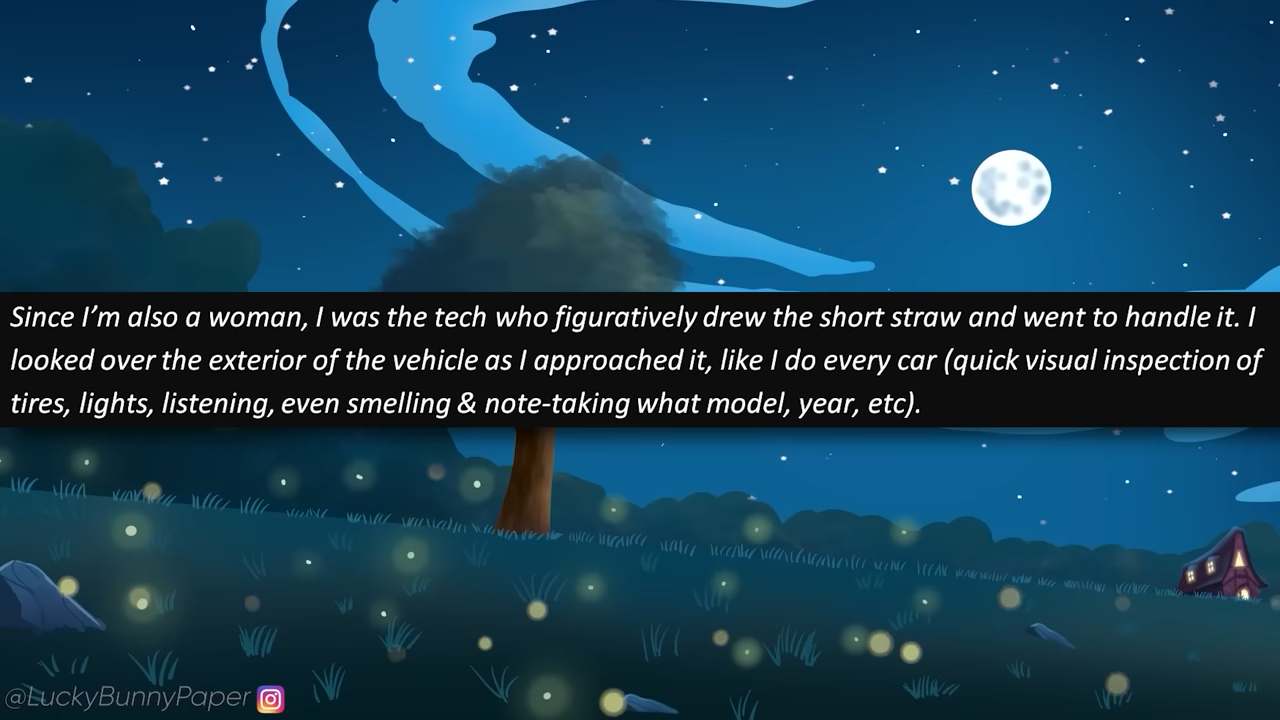 Since I’m also a woman, I was the tech who figuratively drew the short straw and went to handle it. I
looked over the exterior of the vehicle as I approached it, like I do every car (quick visual inspection of
tires, lights, listening, even smelling & note-taking what model, year, etc).
@LuckyBunnyPaper